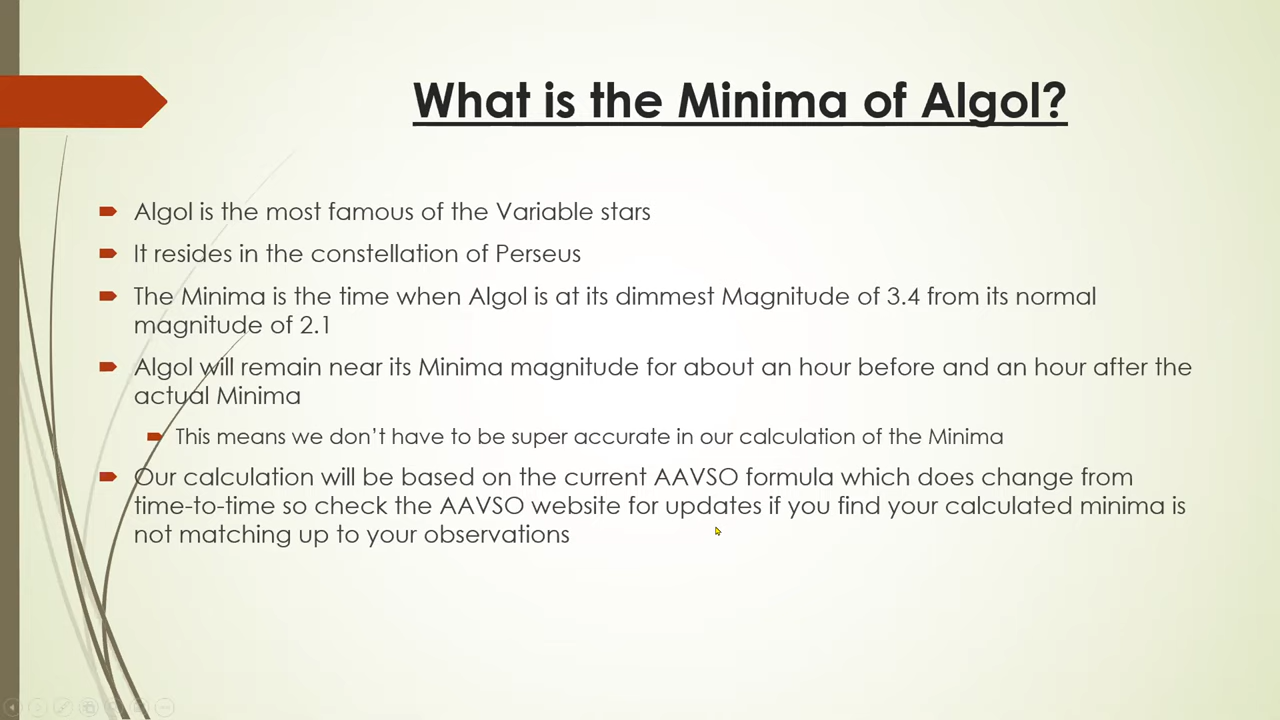 What is the Minima of Algol?
Algol is the most famous of the Variable stars
It resides in the constellation of Perseus
The Minima is the time when Algol is at its dimmest Magnitude of 3.4 from its normal
magnitude of 2.1
Algol will remain near its Minima magnitude for about an hour before and an hour after the
actual Minima
This means we don't have to be super accurate in our calculation of the Minima
Our calculation will be based on the current AAVSO formula which does change from
time-to-time so check the AAVSO website for updates if you find your calculated minima is
not matching up to your observations